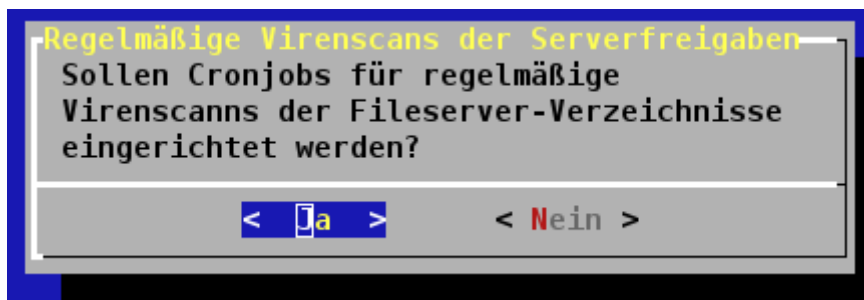 Regelmäßige Virenscans der Serverfreigaben
Sollen Cronjobs für regelmäßige
Virenscanns der Fileserver-Verzeichnisse
eingerichtet werden?
< Ja > < Nein >